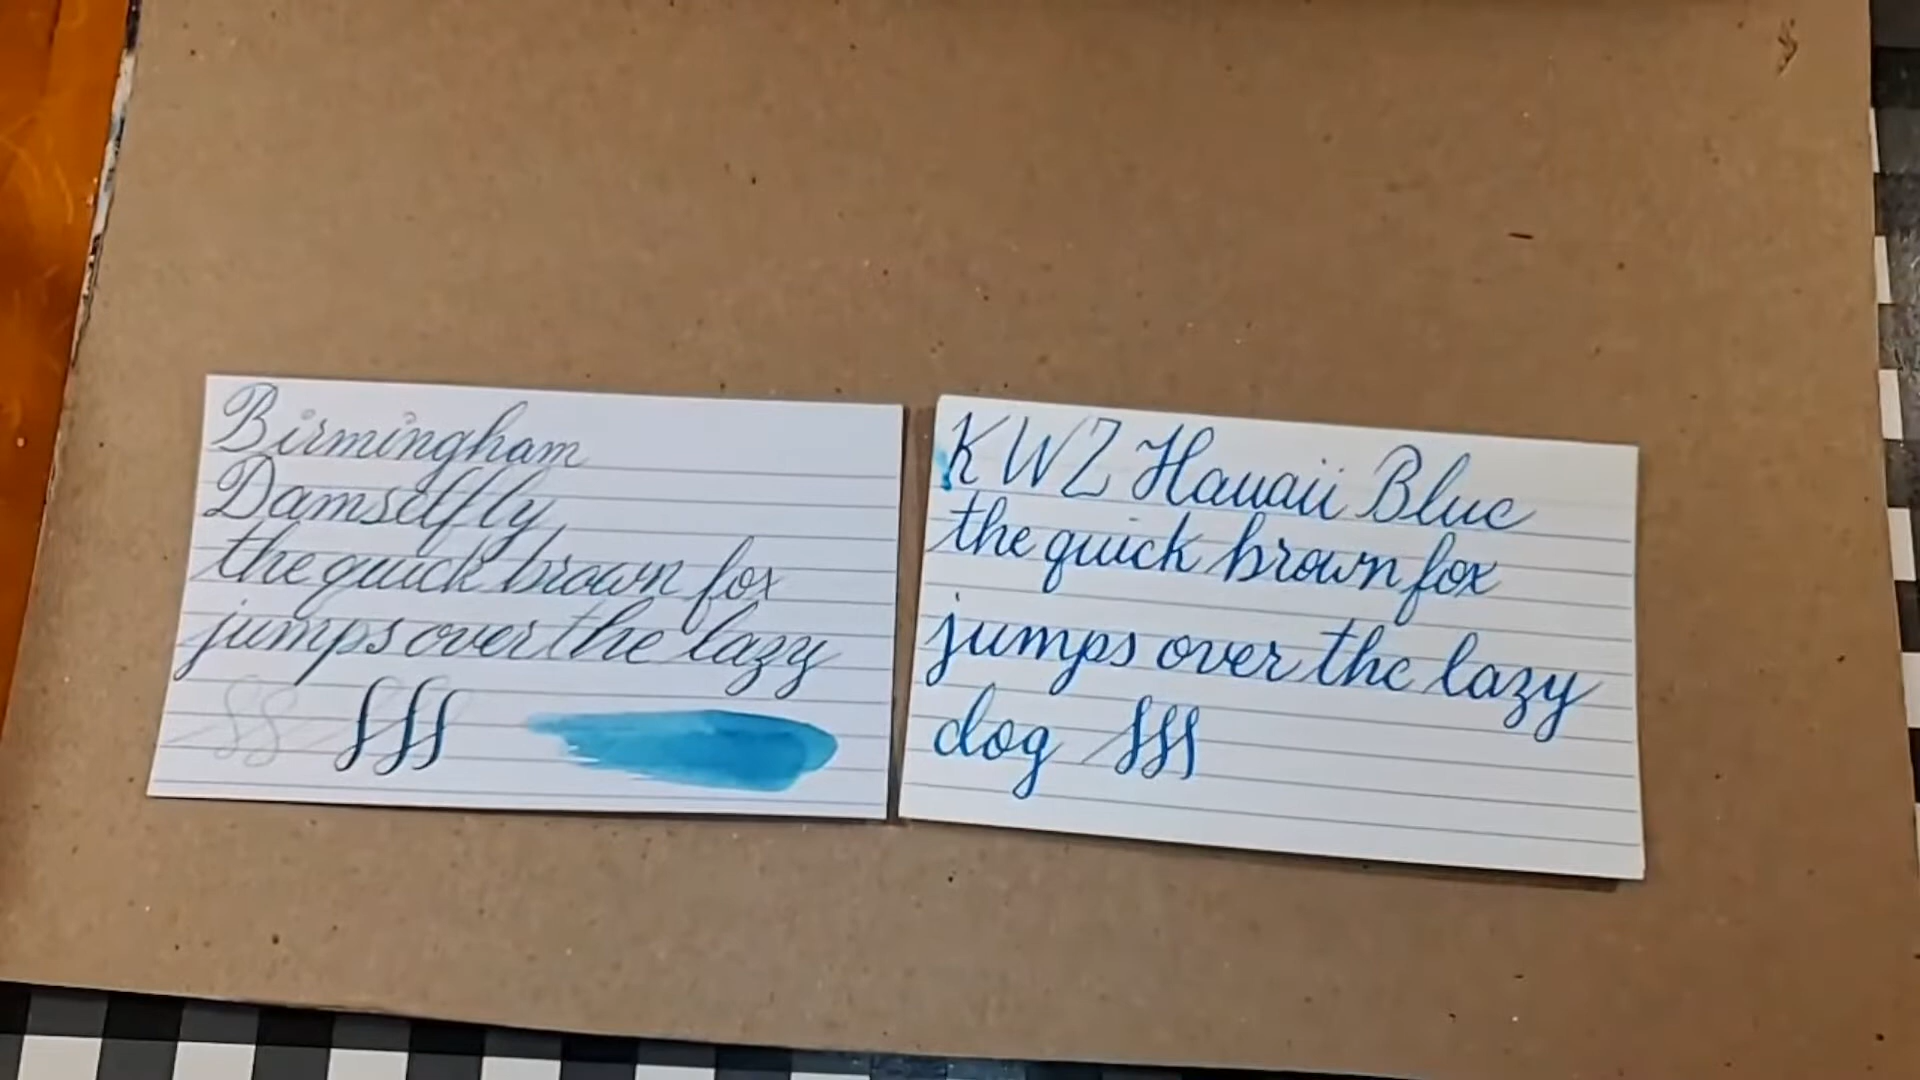 Birmingham
Damselfly
the quick brown fox
jumps over the lazy
SS SSS
KWZ Hawaii Blue
the quick brown fox
jumps over the lazy
dog SSS